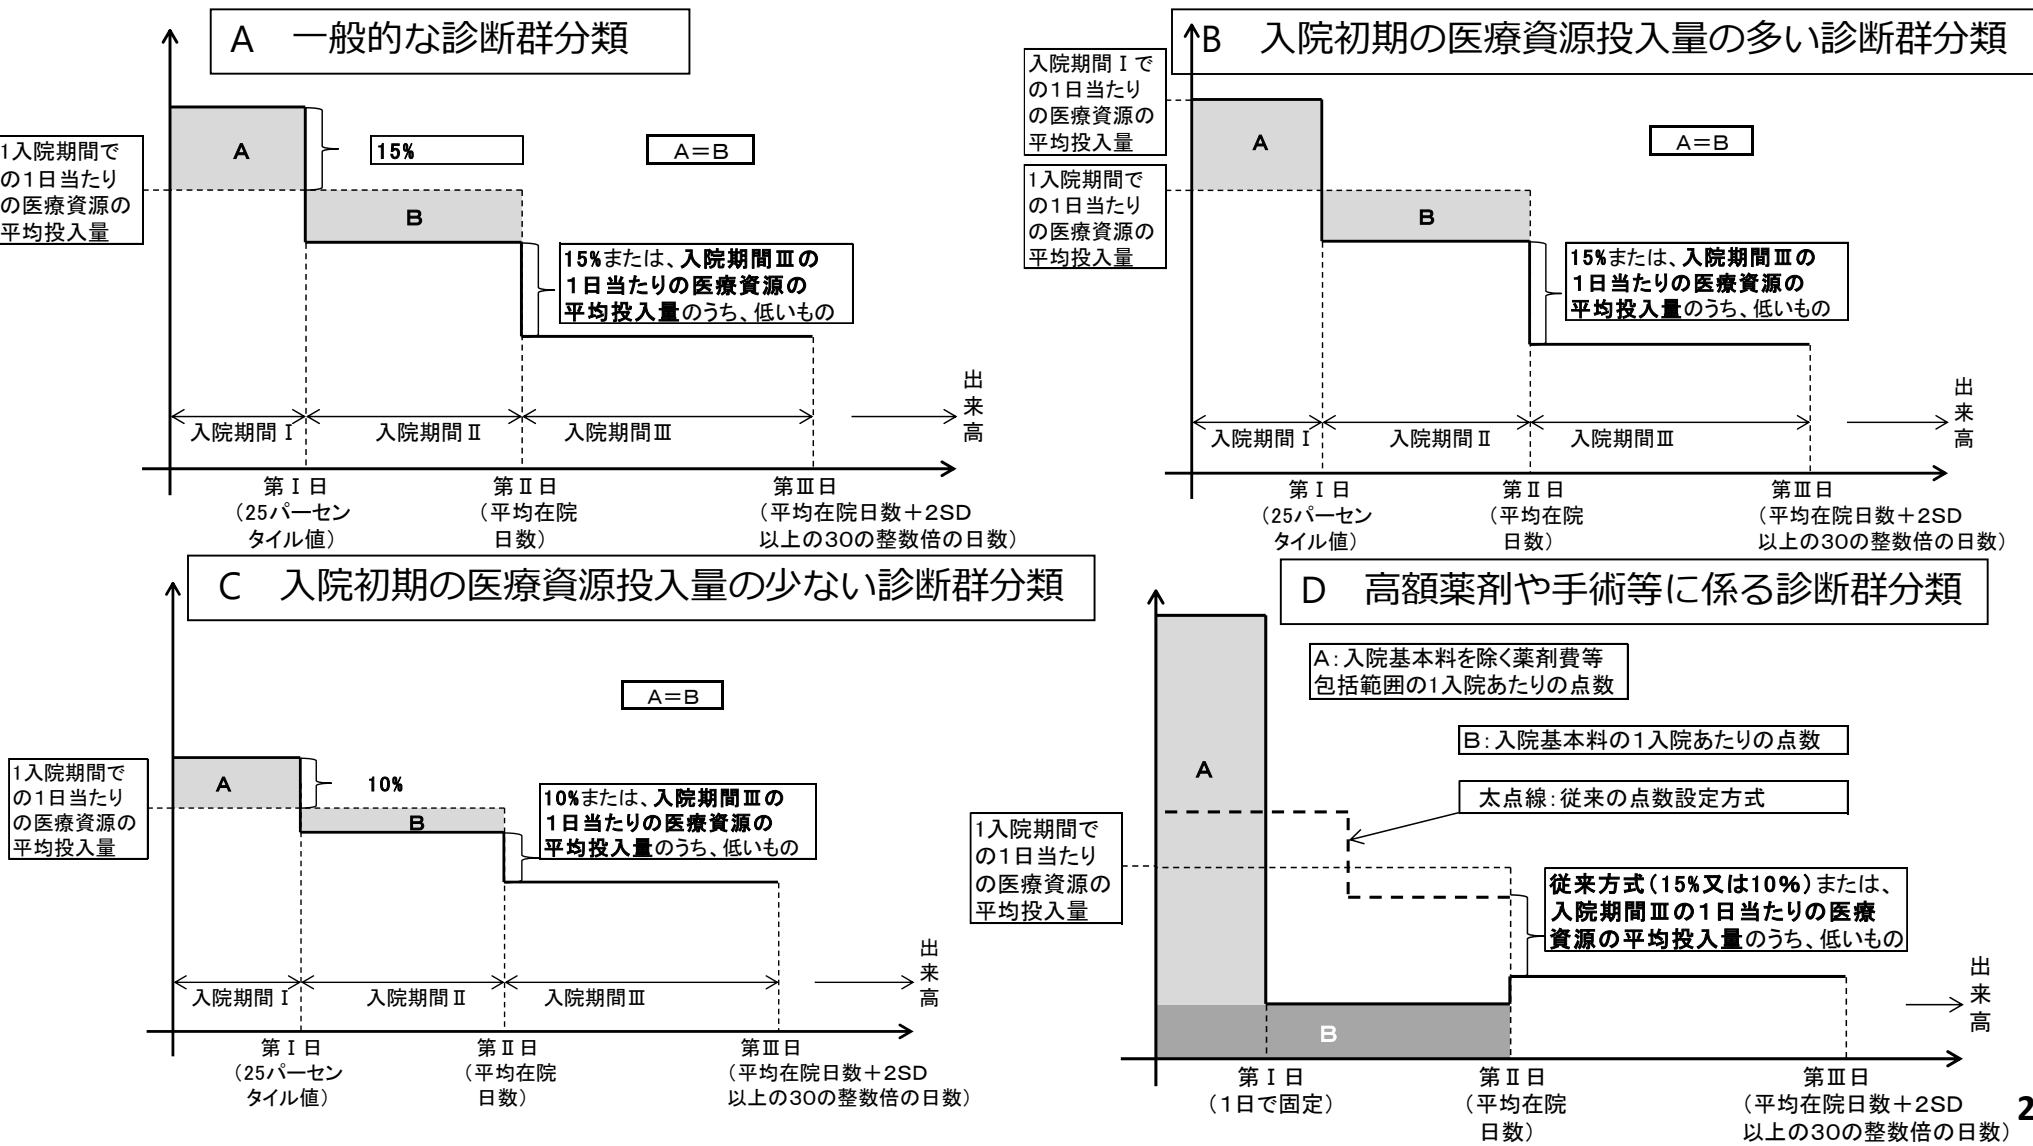 A 一般的な診断群分類
1入院期間で
の1日当たり
の医療資源の
平均投入量
A
15%
A=B
B
15%または、入院期間Ⅲの
1日当たりの医療資源の
平均投入量のうち、低いもの
出
来
高
入院期間Ⅰ
入院期間Ⅱ
入院期間Ⅲ
第Ⅰ日
(25パーセン
タイル値)
第Ⅱ日
(平均在院
日数)
第Ⅲ日
(平均在院日数+2SD
以上の30の整数倍の日数)
B 入院初期の医療資源投入量の多い診断群分類
入院期間Ⅰで
の1日当たり
の医療資源の
平均投入量
1入院期間で
の1日当たり
の医療資源の
平均投入量
A
A=B
B
15%または、入院期間Ⅲの
1日当たりの医療資源の
平均投入量のうち、低いもの
出
来
高
入院期間Ⅰ
入院期間Ⅱ
入院期間Ⅲ
第Ⅰ日
(25パーセン
タイル値)
第Ⅱ日
(平均在院
日数)
第Ⅲ日
(平均在院日数+2SD
以上の30の整数倍の日数)
C 入院初期の医療資源投入量の少ない診断群分類
A=B
1入院期間で
の1日当たり
の医療資源の
平均投入量
A
10%
B
10%または、入院期間Ⅲの
1日当たりの医療資源の
平均投入量のうち、低いもの
出
来
高
入院期間Ⅰ
入院期間Ⅱ
入院期間Ⅲ
第Ⅰ日
(25パーセン
タイル値)
第Ⅱ日
(平均在院
日数)
第Ⅲ日
(平均在院日数+2SD
以上の30の整数倍の日数)
D 高額薬剤や手術等に係る診断群分類
A:入院基本料を除く薬剤費等
包括範囲の1入院あたりの点数
B:入院基本料の1入院あたりの点数
太点線:従来の点数設定方式
A
1入院期間で
の1日当たり
の医療資源の
平均投入量
従来方式(15%又は10%)または、
入院期間Ⅲの1日当たりの医療
資源の平均投入量のうち、低いもの
出
来
高
B
第Ⅰ日
(1日で固定)
第Ⅱ日
(平均在院
日数)
第Ⅲ日
(平均在院日数+2SD
以上の30の整数倍の日数)
2